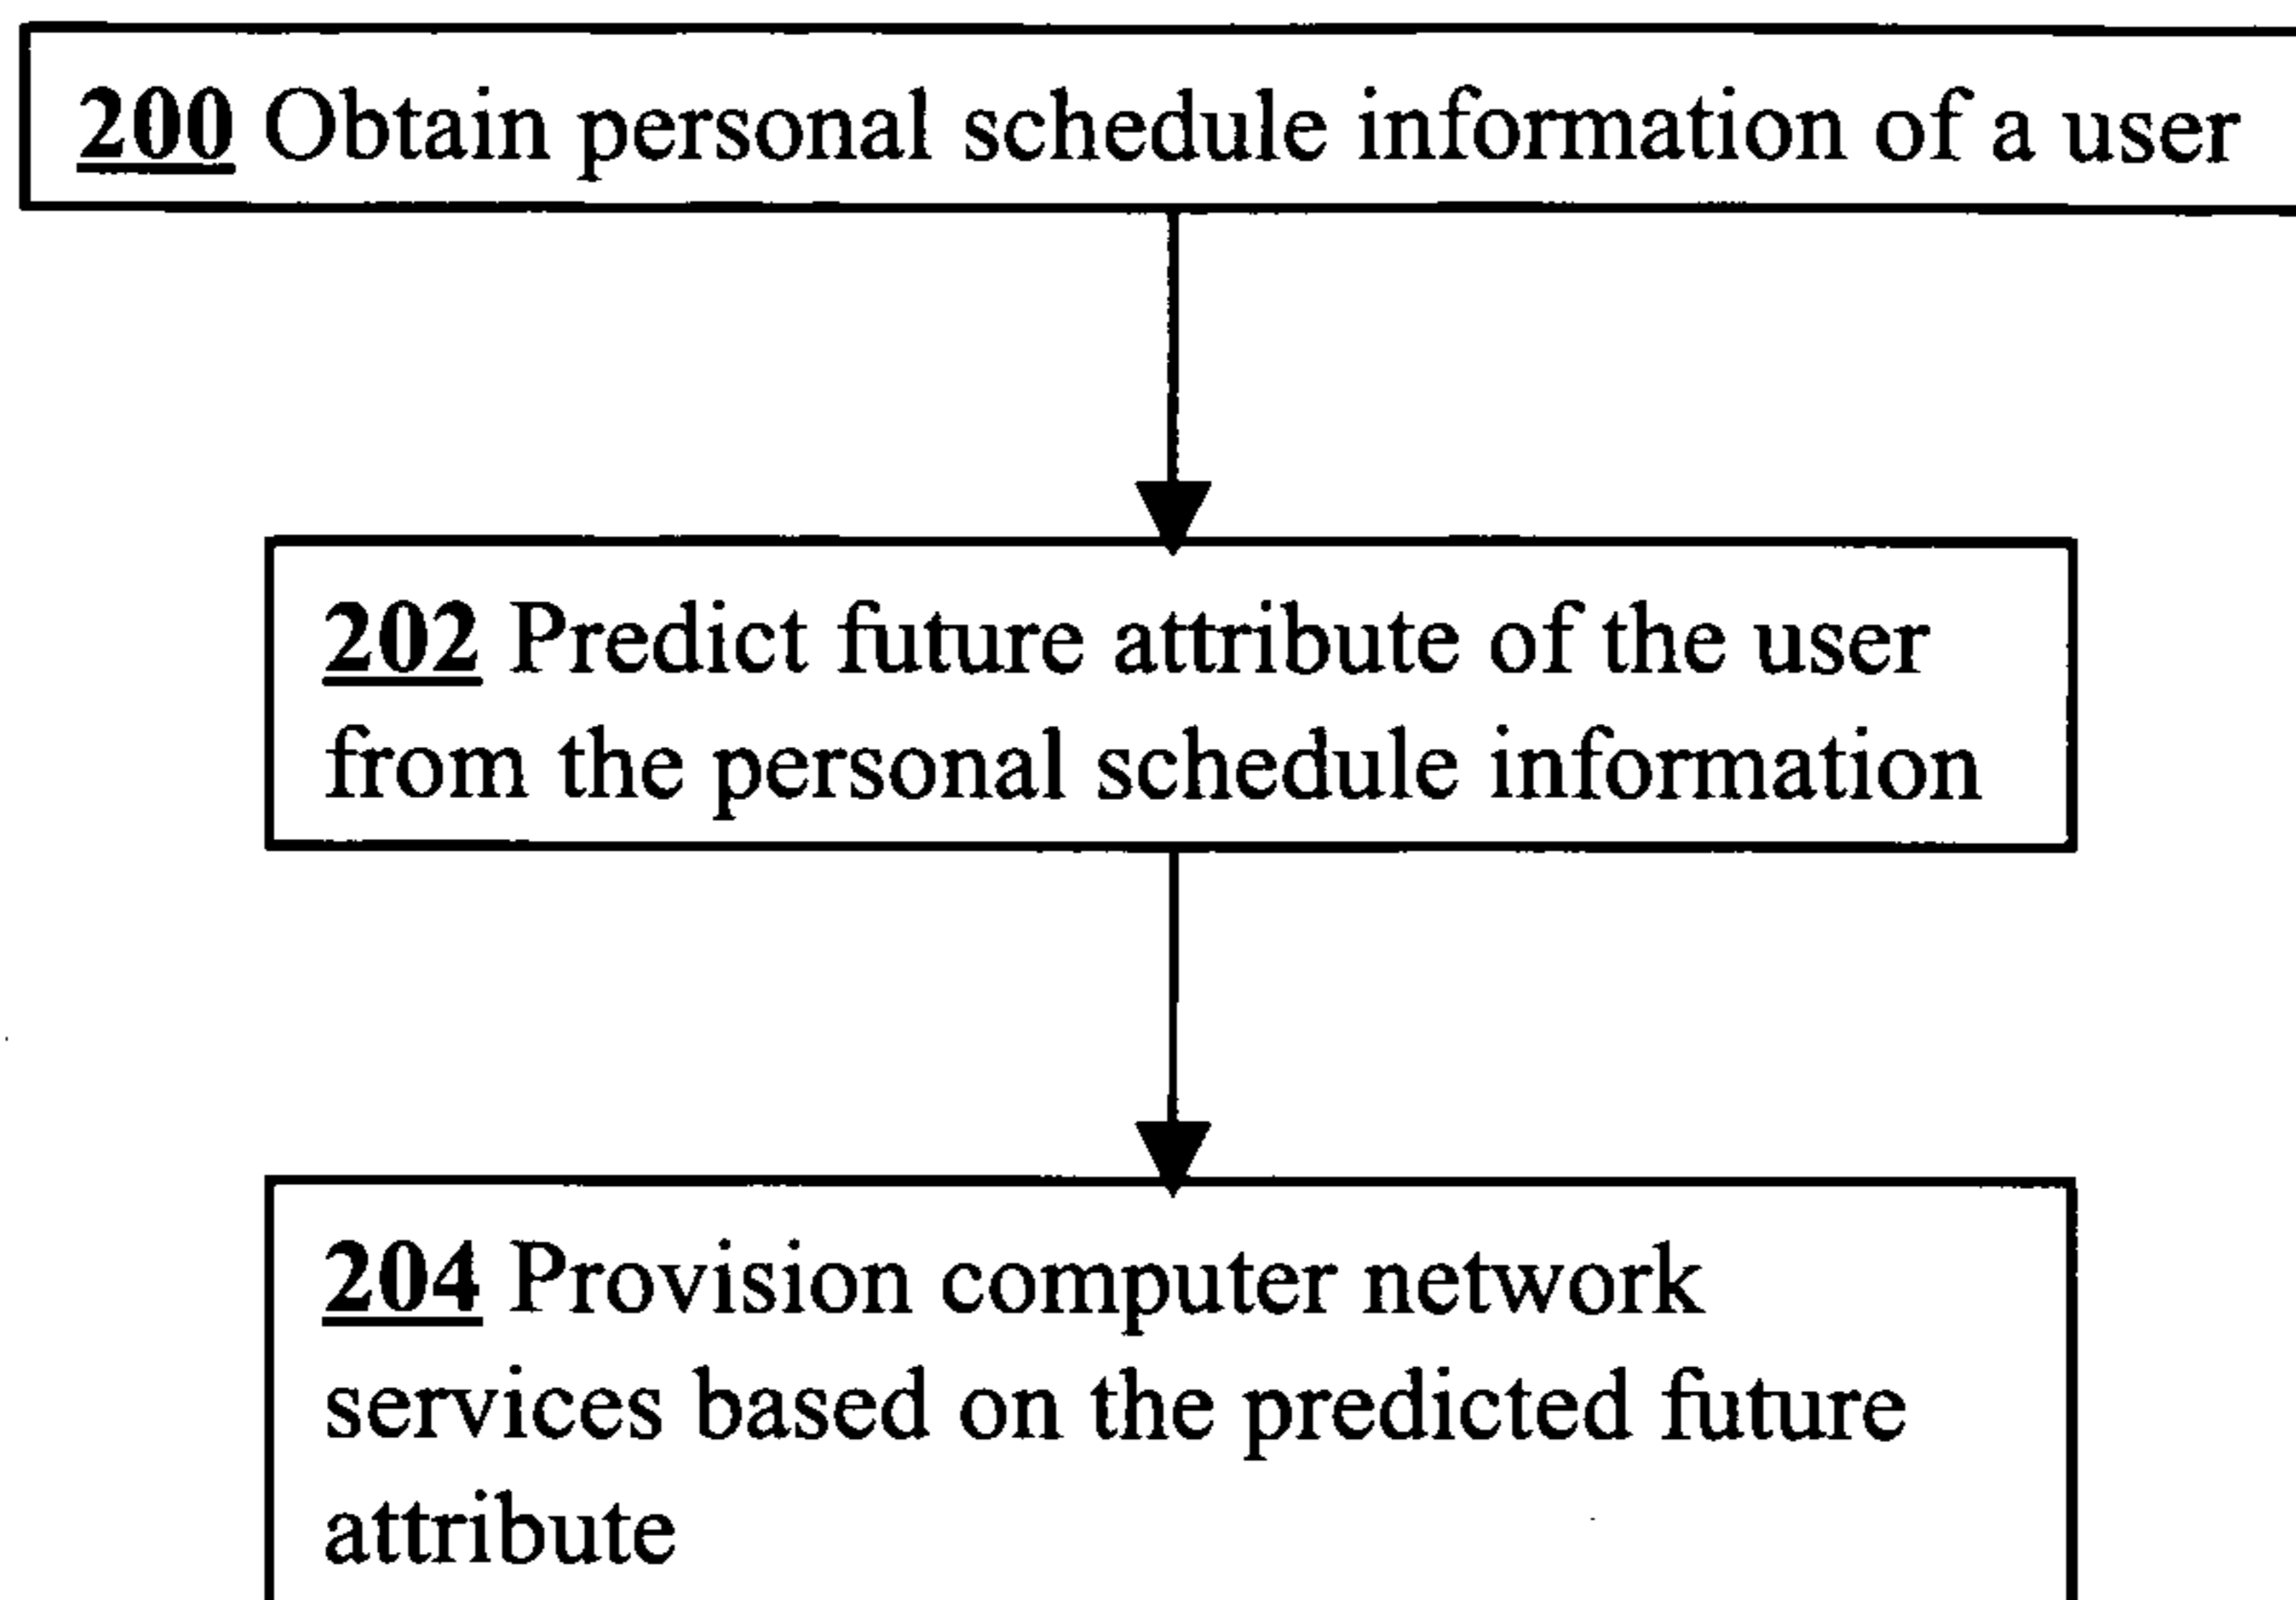 200 Obtain personal schedule information of a user
202 Predict future attribute of the user
from the personal schedule information
204 Provision computer network
services based on the predicted future
attribute